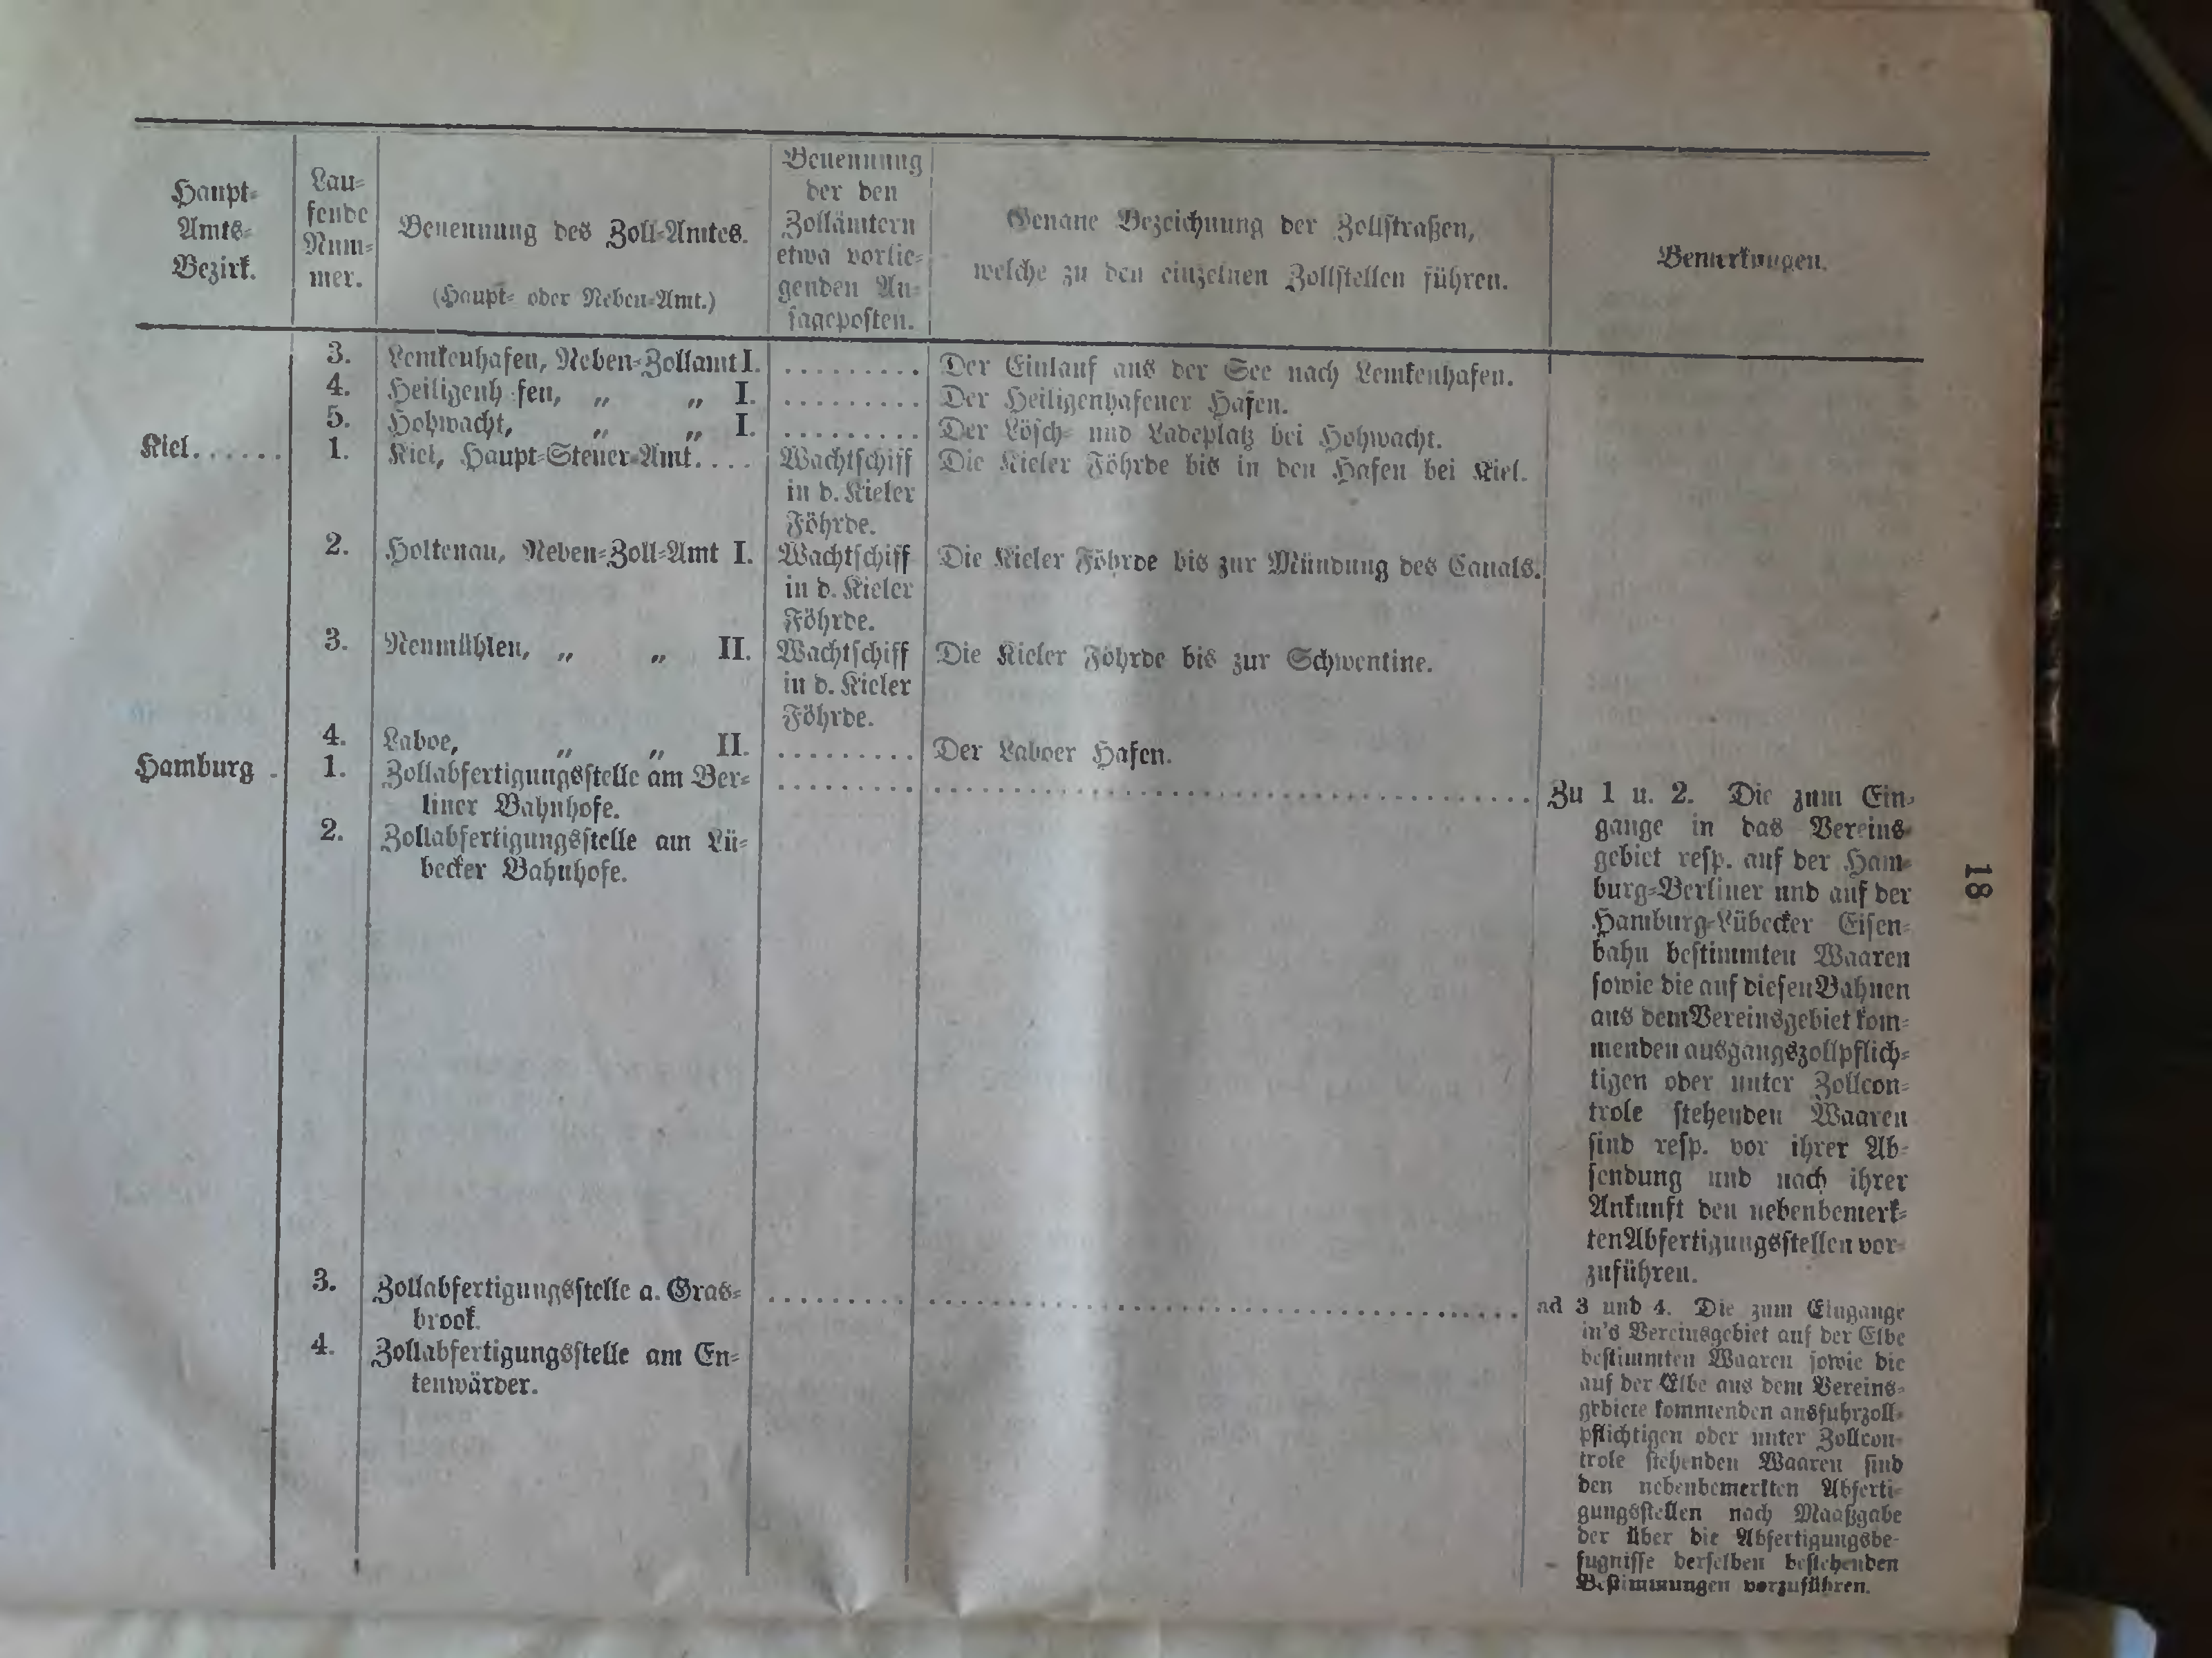 Haupt-
Amts-
Bezirk.
Lau-
fende
Num-
mer.
Benennung des Zoll-Amtes.
(Haupt- oder Neben-Amt.)
Benennung
der den
Zollämtern
etwa vorlie-
genden An-
sageposten.
Genaue Bezeichnung der Zollstraßen,
welche zu den einzelnen Zollstellen führen.
Bemerkungen.
3. Lemkenhafen, Neben-Zollamt I. ......... Der Einlauf aus der See nach Lemkenhafen.
4. Heiligenh fen, „ „ I. ......... Der Heiligenhafener Hafen.
5. Hohwacht, „ „ I. ......... Der Lösch- und Ladeplatz bei Hohwacht.
Kiel...... 1. Kiel, Haupt-Steuer-Amt.... Wachtschiff Die Kieler Föhrde bis in den Hafen bei Kiel.
in d. Kieler
Föhrde.
2. Holtenau, Neben-Zoll-Amt I. Wachtschiff Die Kieler Föhrde bis zur Mündung des Canals.
in d. Kieler
Föhrde.
3. Neumühlen, „ „ II. Wachtschiff Die Kieler Föhrde bis zur Schwentine.
in d. Kieler
Föhrde.
4. Laboe, „ „ II. ......... Der Laboer Hafen.
Hamburg . 1. Zollabfertigungsstelle am Ber-
liner Bahnhofe.
2. Zollabfertigungsstelle am Lü-
becker Bahnhofe.
Zu 1 u. 2. Die zum Ein-
gange in das Vereins-
gebiet resp. auf der Ham-
burg-Berliner und auf der
Hamburg-Lübecker Eisen-
bahn bestimmten Waaren
sowie die auf diesen Bahnen
aus dem Vereinsgebiet kom-
menden ausgangszollpflich-
tigen oder unter Zollcon-
trole stehenden Waaren
sind resp. vor ihrer Ab-
sendung und nach ihrer
Ankunft den nebenbemerk-
ten Abfertigungsstellen vor-
zuführen.
18
3. Zollabfertigungsstelle a. Gras-
brook.
4. Zollabfertigungsstelle am En-
tenwärder.
ad 3 und 4. Die zum Eingange
in's Vereinsgebiet auf der Elbe
bestimmten Waaren sowie die
auf der Elbe aus dem Vereins-
gebiete kommenden ausfuhrzoll-
pflichtigen oder unter Zollcon-
trole stehenden Waaren sind
den nebenbemerkten Abferti-
gungsstellen nach Maaßgabe
der über die Abfertigungsbe-
fugnisse derselben bestehenden
Bestimmungen vorzuführen.